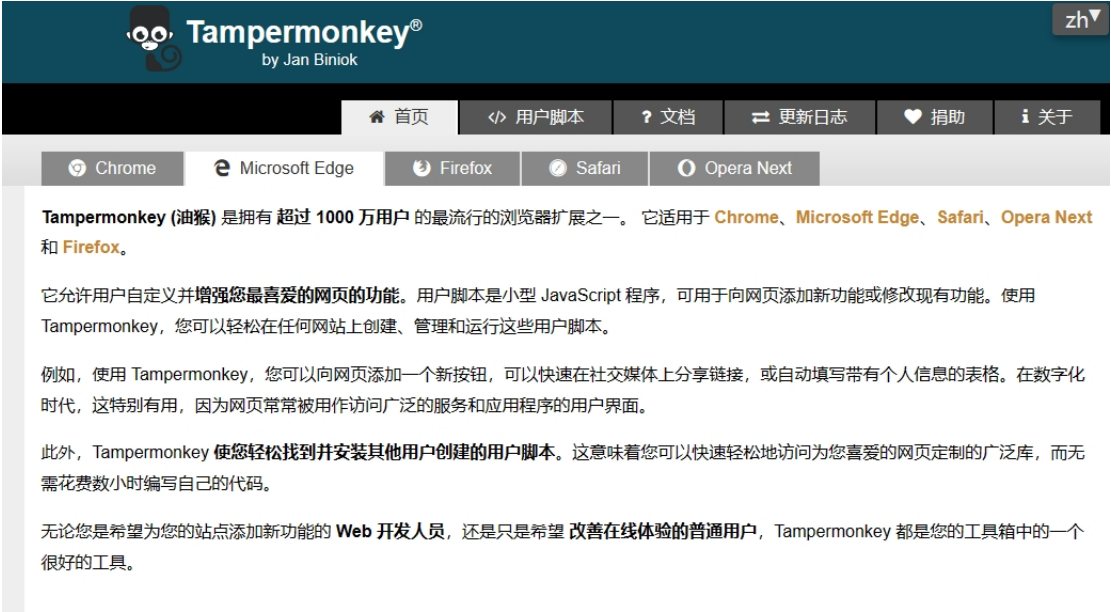 Tampermonkey®
by Jan Biniok
zh▼
首页 </> 用户脚本 ? 文档 更新日志 捐助 i 关于
Chrome Microsoft Edge Firefox Safari Opera Next
Tampermonkey (油猴) 是拥有 超过 1000 万用户 的最流行的浏览器扩展之一。 它适用于 Chrome、Microsoft Edge、Safari、Opera Next
和 Firefox。
它允许用户自定义并增强您最喜爱的网页的功能。用户脚本是小型 JavaScript 程序，可用于向网页添加新功能或修改现有功能。使用
Tampermonkey，您可以轻松在任何网站上创建、管理和运行这些用户脚本。
例如，使用 Tampermonkey，您可以向网页添加一个新按钮，可以快速在社交媒体上分享链接，或自动填写带有个人信息的表格。在数字化
时代，这特别有用，因为网页常常被用作访问广泛的服务和应用程序的用户界面。
此外，Tampermonkey 使您轻松找到并安装其他用户创建的用户脚本。这意味着您可以快速轻松地访问为您喜爱的网页定制的广泛库，而无
需花费数小时编写自己的代码。
无论您是希望为您的站点添加新功能的 Web 开发人员，还是只是希望 改善在线体验的普通用户，Tampermonkey 都是您的工具箱中的一个
很好的工具。